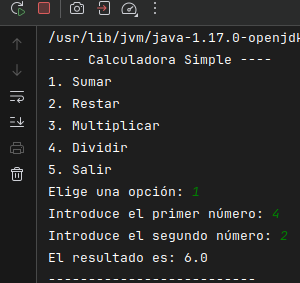 /usr/lib/jvm/java-1.17.0-openjdk
---- Calculadora Simple ----
1. Sumar
2. Restar
3. Multiplicar
4. Dividir
5. Salir
Elige una opción: 1
Introduce el primer número: 4
Introduce el segundo número: 2
El resultado es: 6.0
--------------------------